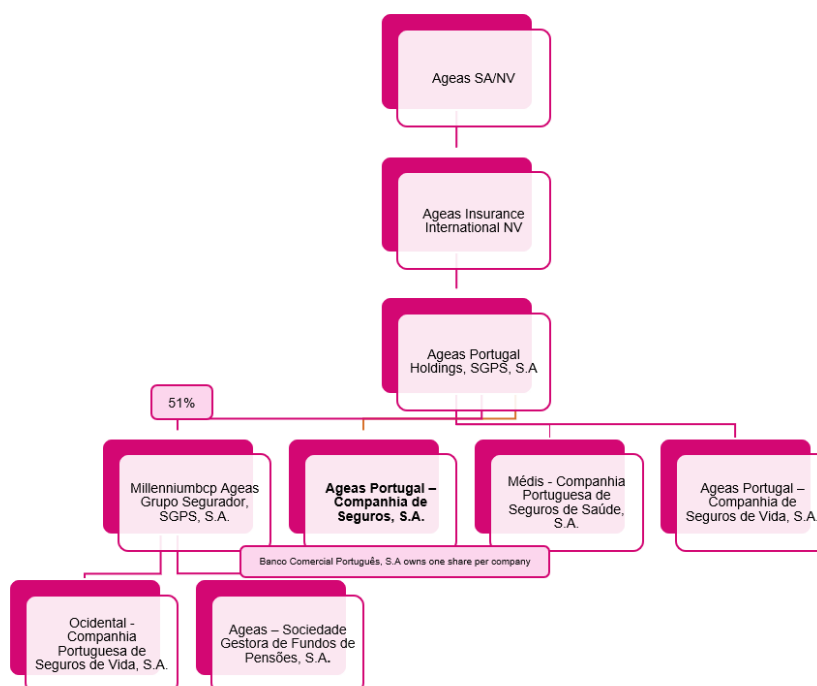 Ageas SA/NV
Ageas Insurance
International NV
Ageas Portugal
Holdings, SGPS, S.A
51%
Millenniumbcp Ageas
Grupo Segurador,
SGPS, S.A.
Ageas Portugal –
Companhia de
Seguros, S.A.
Médis - Companhia
Portuguesa de
Seguros de Saúde,
S.A.
Ageas Portugal –
Companhia de
Seguros de Vida, S.A.
Banco Comercial Português, S.A owns one share per company
Ocidental -
Companhia
Portuguesa de
Seguros de Vida, S.A.
Ageas – Sociedade
Gestora de Fundos de
Pensões, S.A.